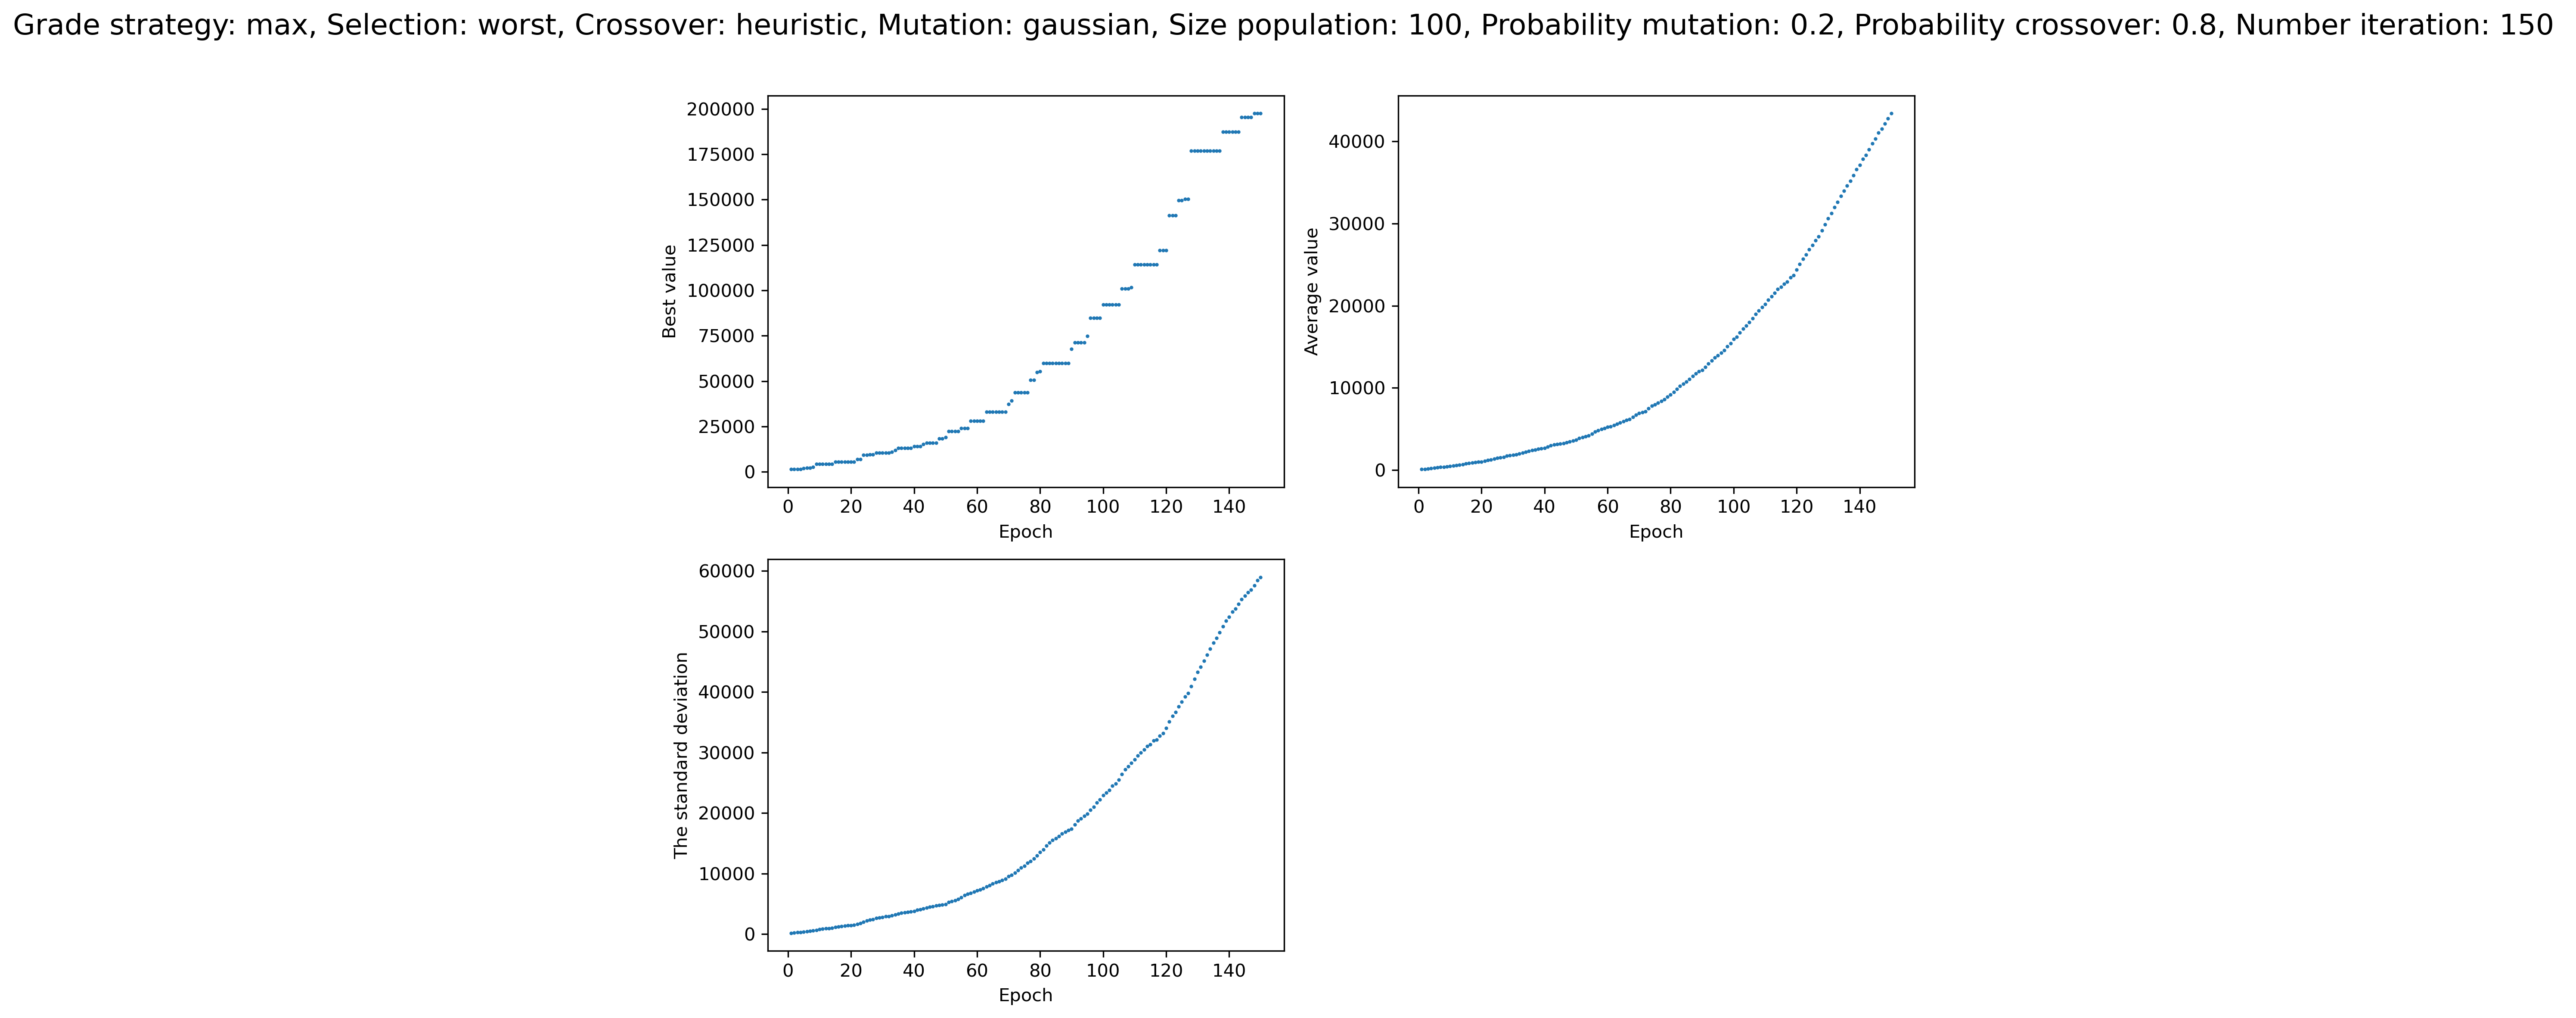 Grade strategy: max, Selection: worst, Crossover: heuristic, Mutation: gaussian, Size population: 100, Probability mutation: 0.2, Probability crossover: 0.8, Number iteration: 150
200000
175000
150000
125000
100000
75000
50000
25000
0
Best value
0 20 40 60 80 100 120 140
Epoch
40000
30000
20000
10000
0
Average value
0 20 40 60 80 100 120 140
Epoch
60000
50000
40000
30000
20000
10000
0
The standard deviation
0 20 40 60 80 100 120 140
Epoch